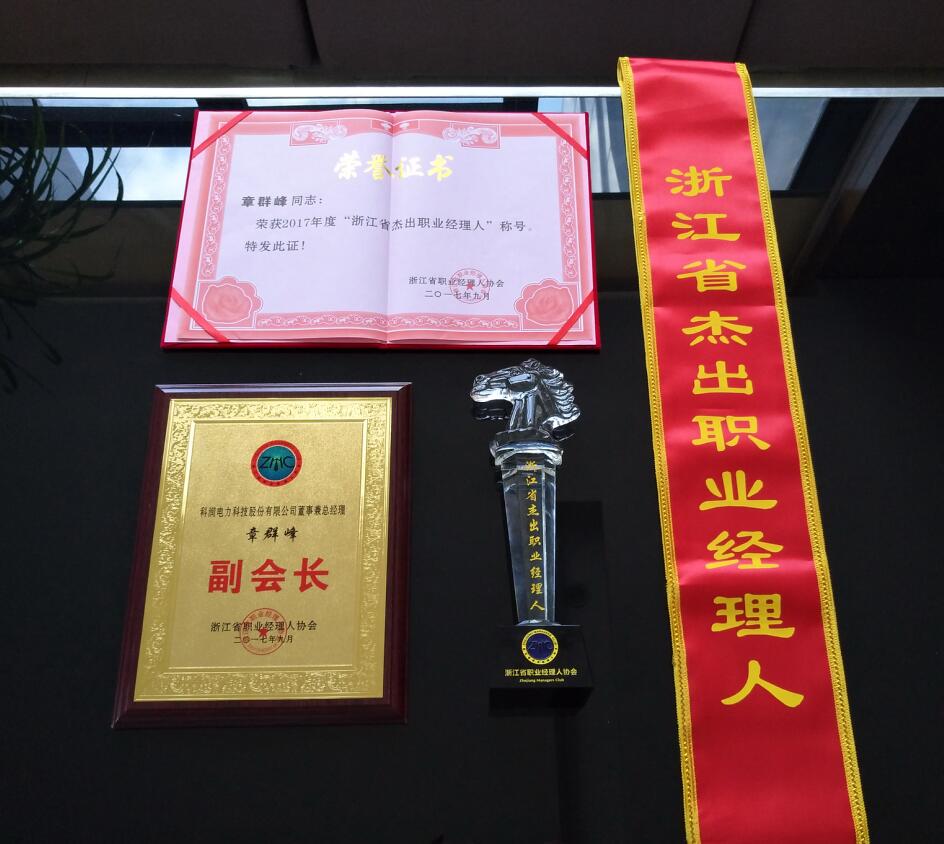 荣誉证书
章群峰同志：
荣获2017年度“浙江省杰出职业经理人”称号。
特发此证！
浙江省职业经理人协会
二〇一七年九月
ZMC
科润电力科技股份有限公司董事兼总经理
章群峰
副会长
浙江省职业经理人协会
二〇一七年九月
浙江省杰出职业经理人
ZMC
浙江省职业经理人协会
Zhejiang Managers Club
浙江省杰出职业经理人